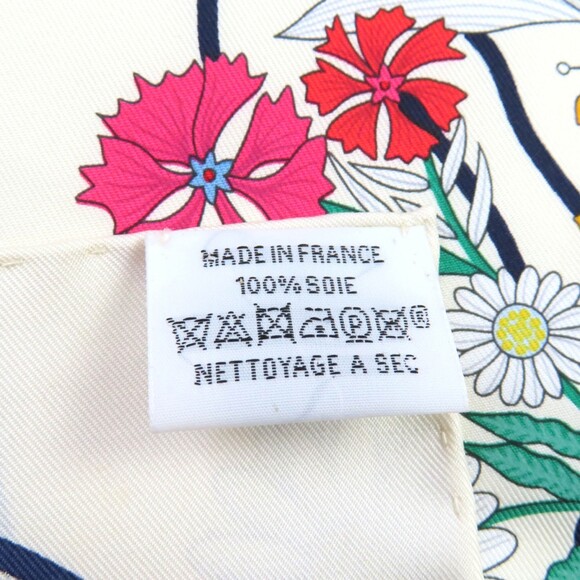 MADE IN FRANCE
100% SOIE
P ®
NETTOYAGE A SEC